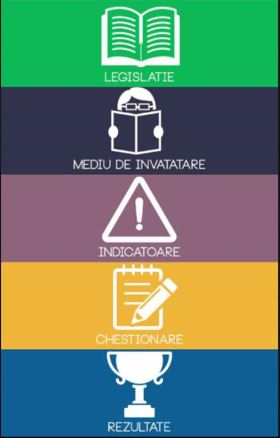 LEGISLATIE
MEDIU DE INVATATARE
INDICATOARE
CHESTIONARE
REZULTATE